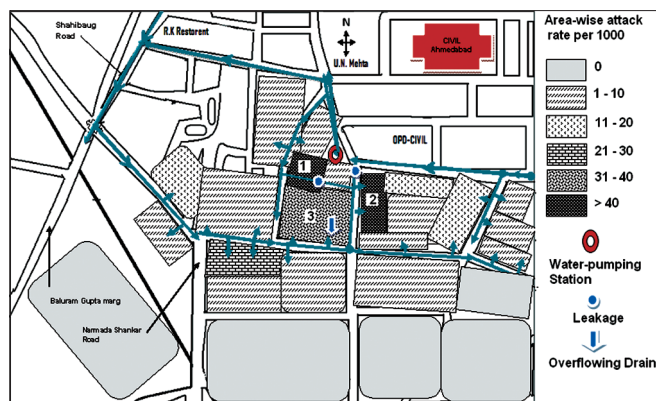 Shahibaug
Road
R.K Restarent
N
U.N. Mehta
CIVIL
Ahmedabad
OPD-CIVIL
1
2
3
Baluram Gupta marg
Narmada Shankar
Road
Area-wise attack
rate per 1000
0
1 - 10
11 - 20
21 - 30
31 - 40
> 40
Water-pumping
Station
Leakage
Overflowing Drain